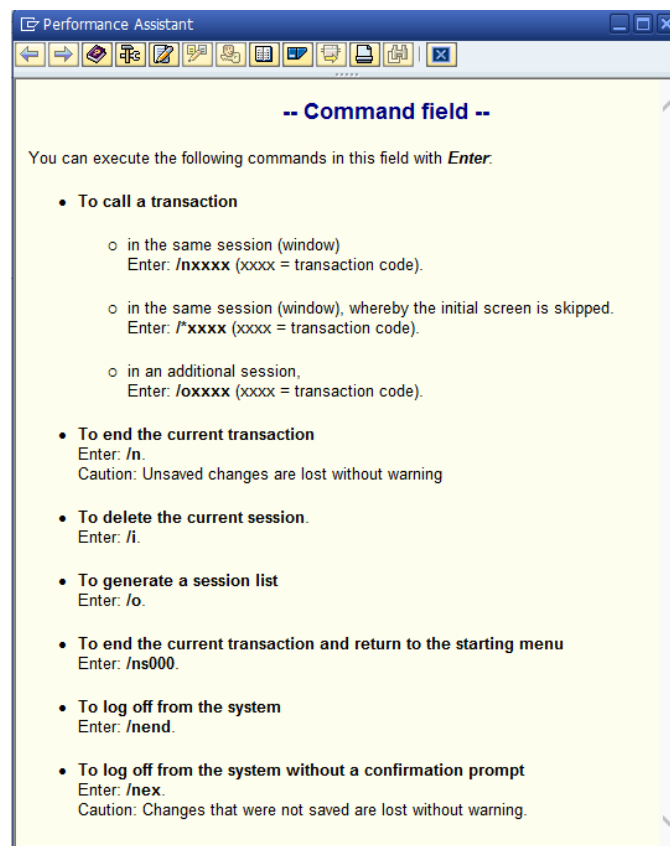 Performance Assistant
-- Command field --
You can execute the following commands in this field with Enter:
• To call a transaction
o in the same session (window)
Enter: /nxxxx (xxxx = transaction code).
o in the same session (window), whereby the initial screen is skipped.
Enter: /*xxxx (xxxx = transaction code).
o in an additional session,
Enter: /oxxxx (xxxx = transaction code).
• To end the current transaction
Enter: /n.
Caution: Unsaved changes are lost without warning
• To delete the current session.
Enter: /i.
• To generate a session list
Enter: /o.
• To end the current transaction and return to the starting menu
Enter: /ns000.
• To log off from the system
Enter: /nend.
• To log off from the system without a confirmation prompt
Enter: /nex.
Caution: Changes that were not saved are lost without warning.